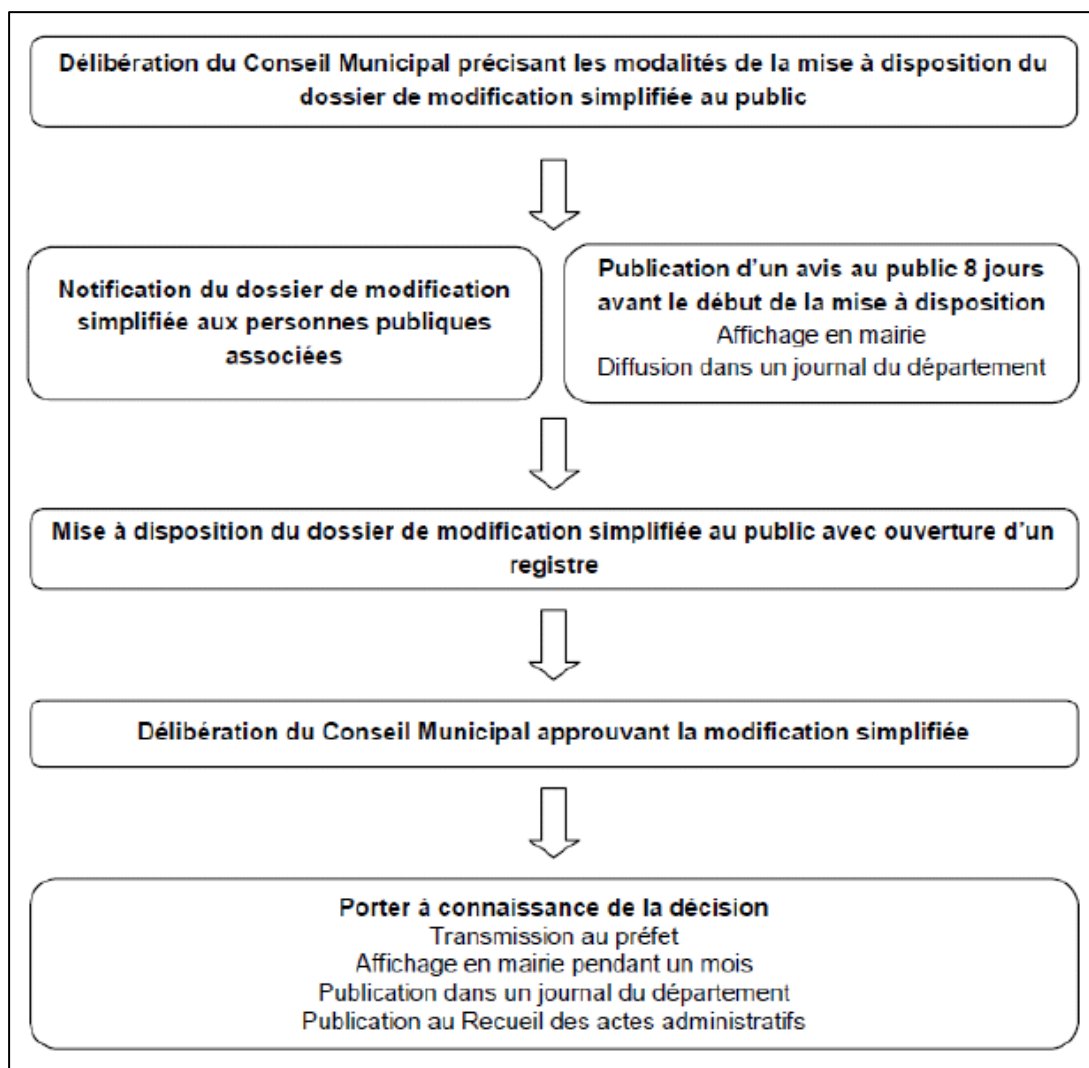 Délibération du Conseil Municipal précisant les modalités de la mise à disposition du
dossier de modification simplifiée au public
Notification du dossier de modification
simplifiée aux personnes publiques
associées
Publication d'un avis au public 8 jours
avant le début de la mise à disposition
Affichage en mairie
Diffusion dans un journal du département
Mise à disposition du dossier de modification simplifiée au public avec ouverture d'un
registre
Délibération du Conseil Municipal approuvant la modification simplifiée
Porter à connaissance de la décision
Transmission au préfet
Affichage en mairie pendant un mois
Publication dans un journal du département
Publication au Recueil des actes administratifs